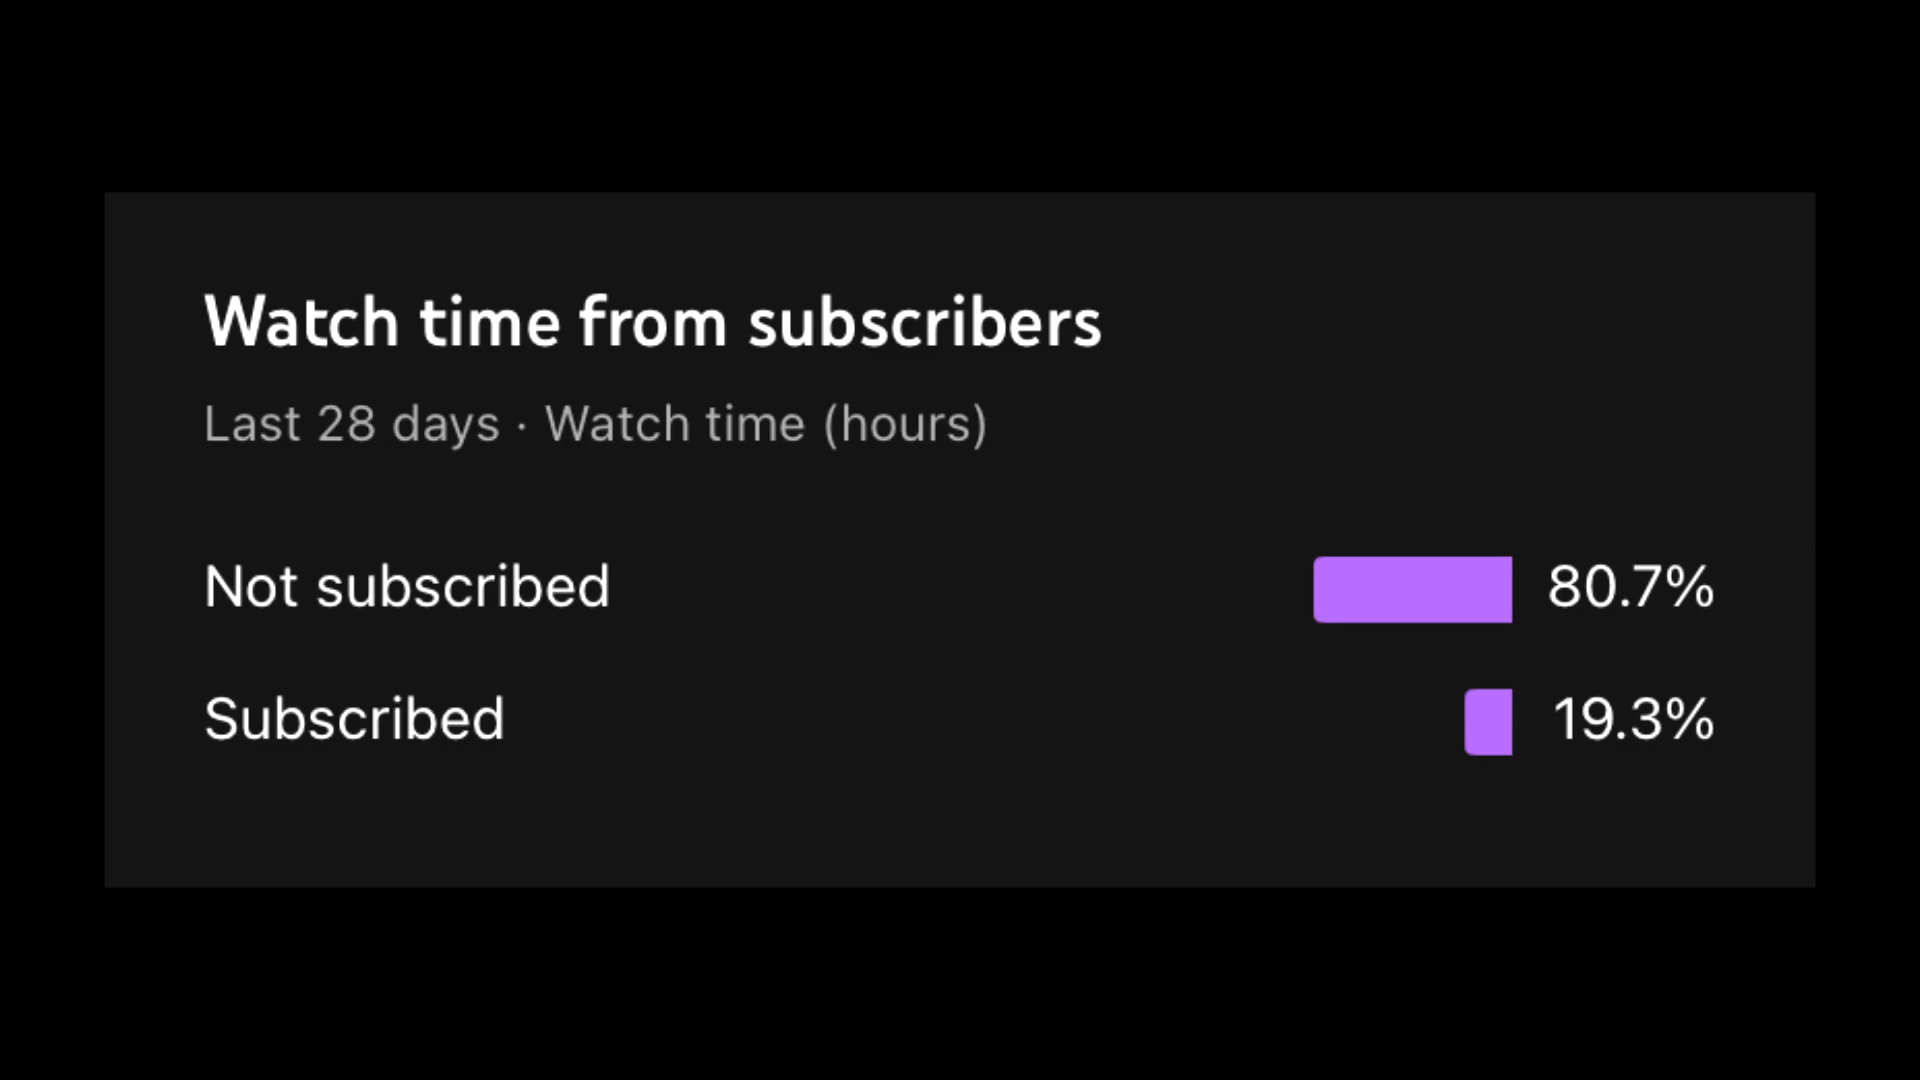 Watch time from subscribers
Last 28 days · Watch time (hours)
Not subscribed 80.7%
Subscribed 19.3%